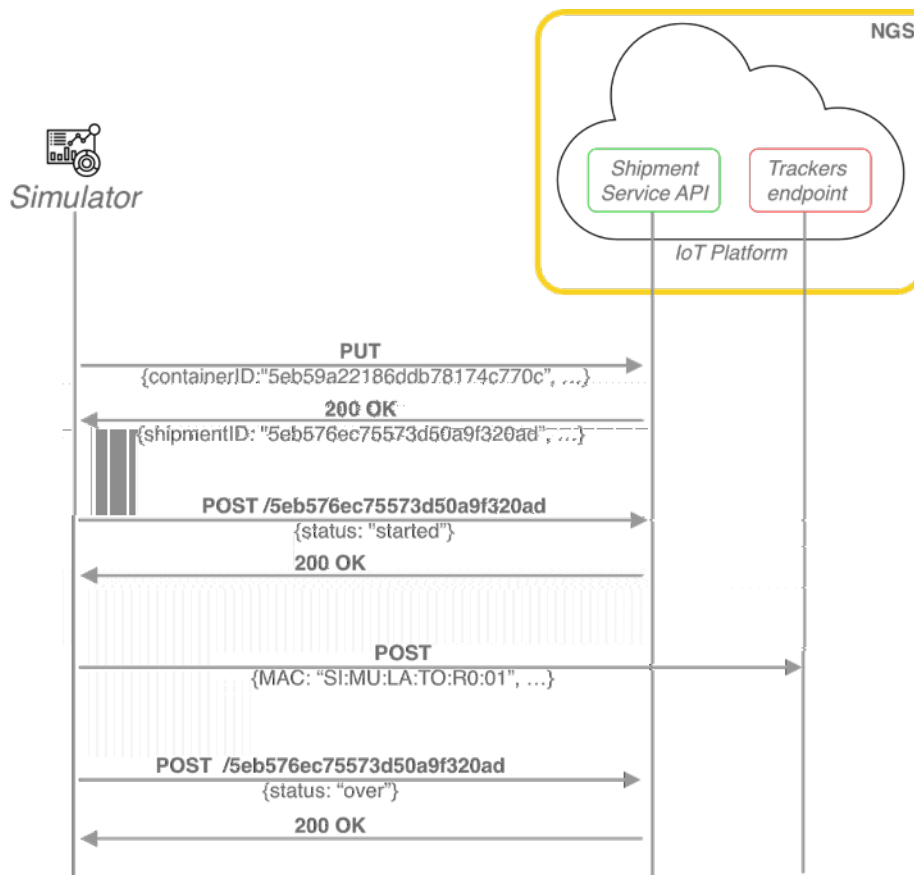 NGS
Simulator
Shipment
Service API
Trackers
endpoint
IoT Platform
PUT
{containerID:"5eb59a22186ddb78174c770c", ...}
200 OK
{shipmentID: "5eb576ec75573d50a9f320ad", ...}
POST /5eb576ec75573d50a9f320ad
{status: "started"}
200 OK
POST
{MAC: “SI:MU:LA:TO:R0:01”, ...}
POST /5eb576ec75573d50a9f320ad
{status: “over”}
200 OK